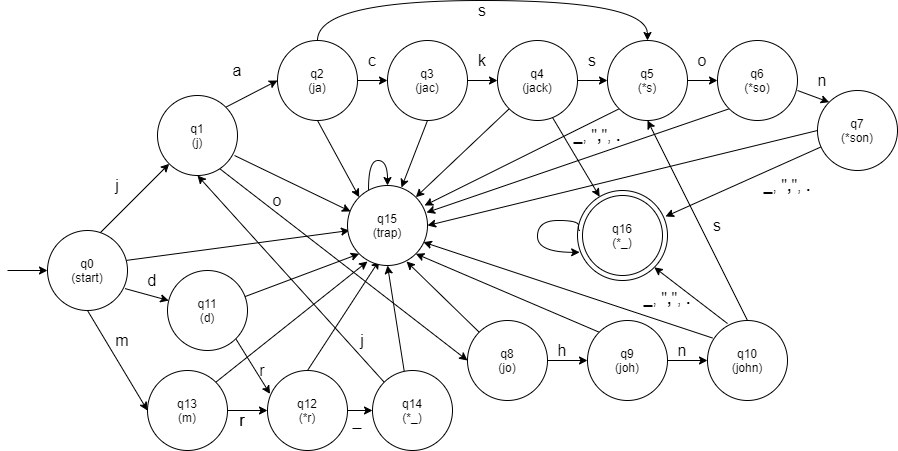 s
a
q2
(ja)
c
q3
(jac)
k
q4
(jack)
s
q5
(*s)
o
q6
(*so)
n
q7
(*son)
q1
(j)
_, ",", .
j
o
q15
(trap)
q16
(*_)
_, ",", .
s
q0
(start)
d
q11
(d)
_, ",", .
m
r
j
q8
(jo)
h
q9
(joh)
n
q10
(john)
q13
(m)
r
q12
(*r)
_
q14
(*_)